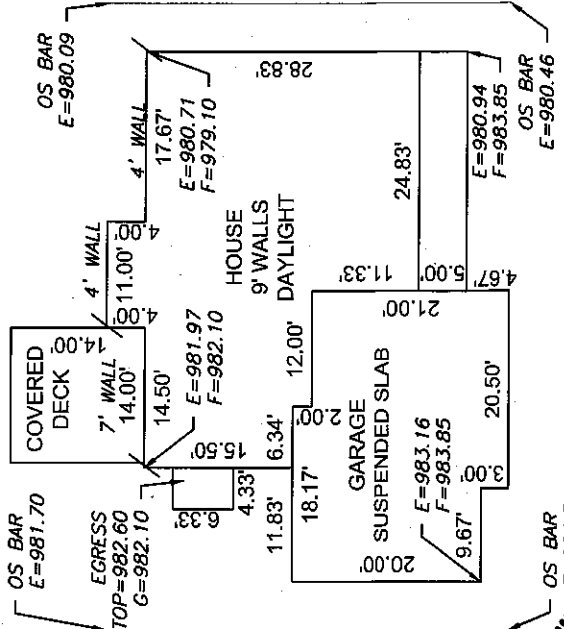 OS BAR
E=980.09
OS BAR
E=981.70
COVERED
DECK
14.00'
4' WALL
11.00'
4.00'
4.00'
4' WALL
17.67'
E=980.71
F=979.10
7' WALL
14.00'
14.50'
E=981.97
F=982.10
EGRESS
TOP=982.60
G=982.10
6.33'
4.33'
15.50'
HOUSE
9' WALLS
DAYLIGHT
28.83'
24.83'
11.33'
12.00'
2.00'
6.34'
11.83'
18.17'
GARAGE
SUSPENDED SLAB
21.00'
5.00'
4.67'
E=980.94
F=983.85
OS BAR
E=980.46
20.00'
9.67'
3.00'
20.50'
E=983.16
F=983.85
OS BAR